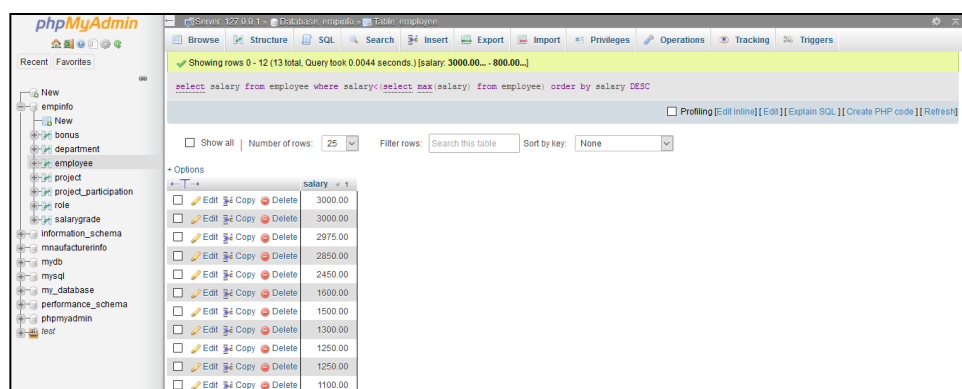 phpMyAdmin
Recent Favorites
New
empinfo
New
bonus
department
employee
project
project_participation
role
salarygrade
information_schema
mnaufacturerinfo
mydb
mysql
my_database
performance_schema
phpmyadmin
test
Server: 127.0.0.1 » Database: empinfo » Table: employee
Browse Structure SQL Search Insert Export Import Privileges Operations Tracking Triggers
Showing rows 0 - 12 (13 total, Query took 0.0044 seconds.) [salary: 3000.00... - 800.00...]
select salary from employee where salary<(select max(salary) from employee) order by salary DESC
Profiling [Edit inline] [ Edit ] [ Explain SQL ] [ Create PHP code ] [ Refresh]
Show all | Number of rows: 25 Filter rows: Search this table Sort by key: None
+ Options
←T→ salary 1
Edit Copy Delete 3000.00
Edit Copy Delete 3000.00
Edit Copy Delete 2975.00
Edit Copy Delete 2850.00
Edit Copy Delete 2450.00
Edit Copy Delete 1600.00
Edit Copy Delete 1500.00
Edit Copy Delete 1300.00
Edit Copy Delete 1250.00
Edit Copy Delete 1250.00
Edit Copy Delete 1100.00